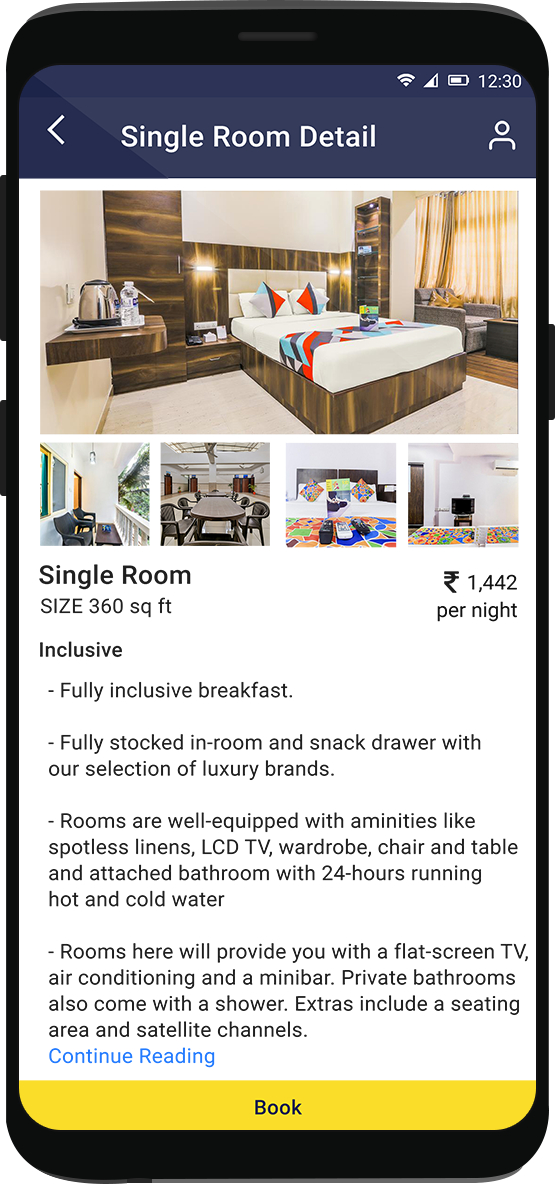 12:30
Single Room Detail
Single Room
SIZE 360 sq ft
₹ 1,442
per night
Inclusive
- Fully inclusive breakfast.
- Fully stocked in-room and snack drawer with
our selection of luxury brands.
- Rooms are well-equipped with aminities like
spotless linens, LCD TV, wardrobe, chair and table
and attached bathroom with 24-hours running
hot and cold water
- Rooms here will provide you with a flat-screen TV,
air conditioning and a minibar. Private bathrooms
also come with a shower. Extras include a seating
area and satellite channels.
Continue Reading
Book